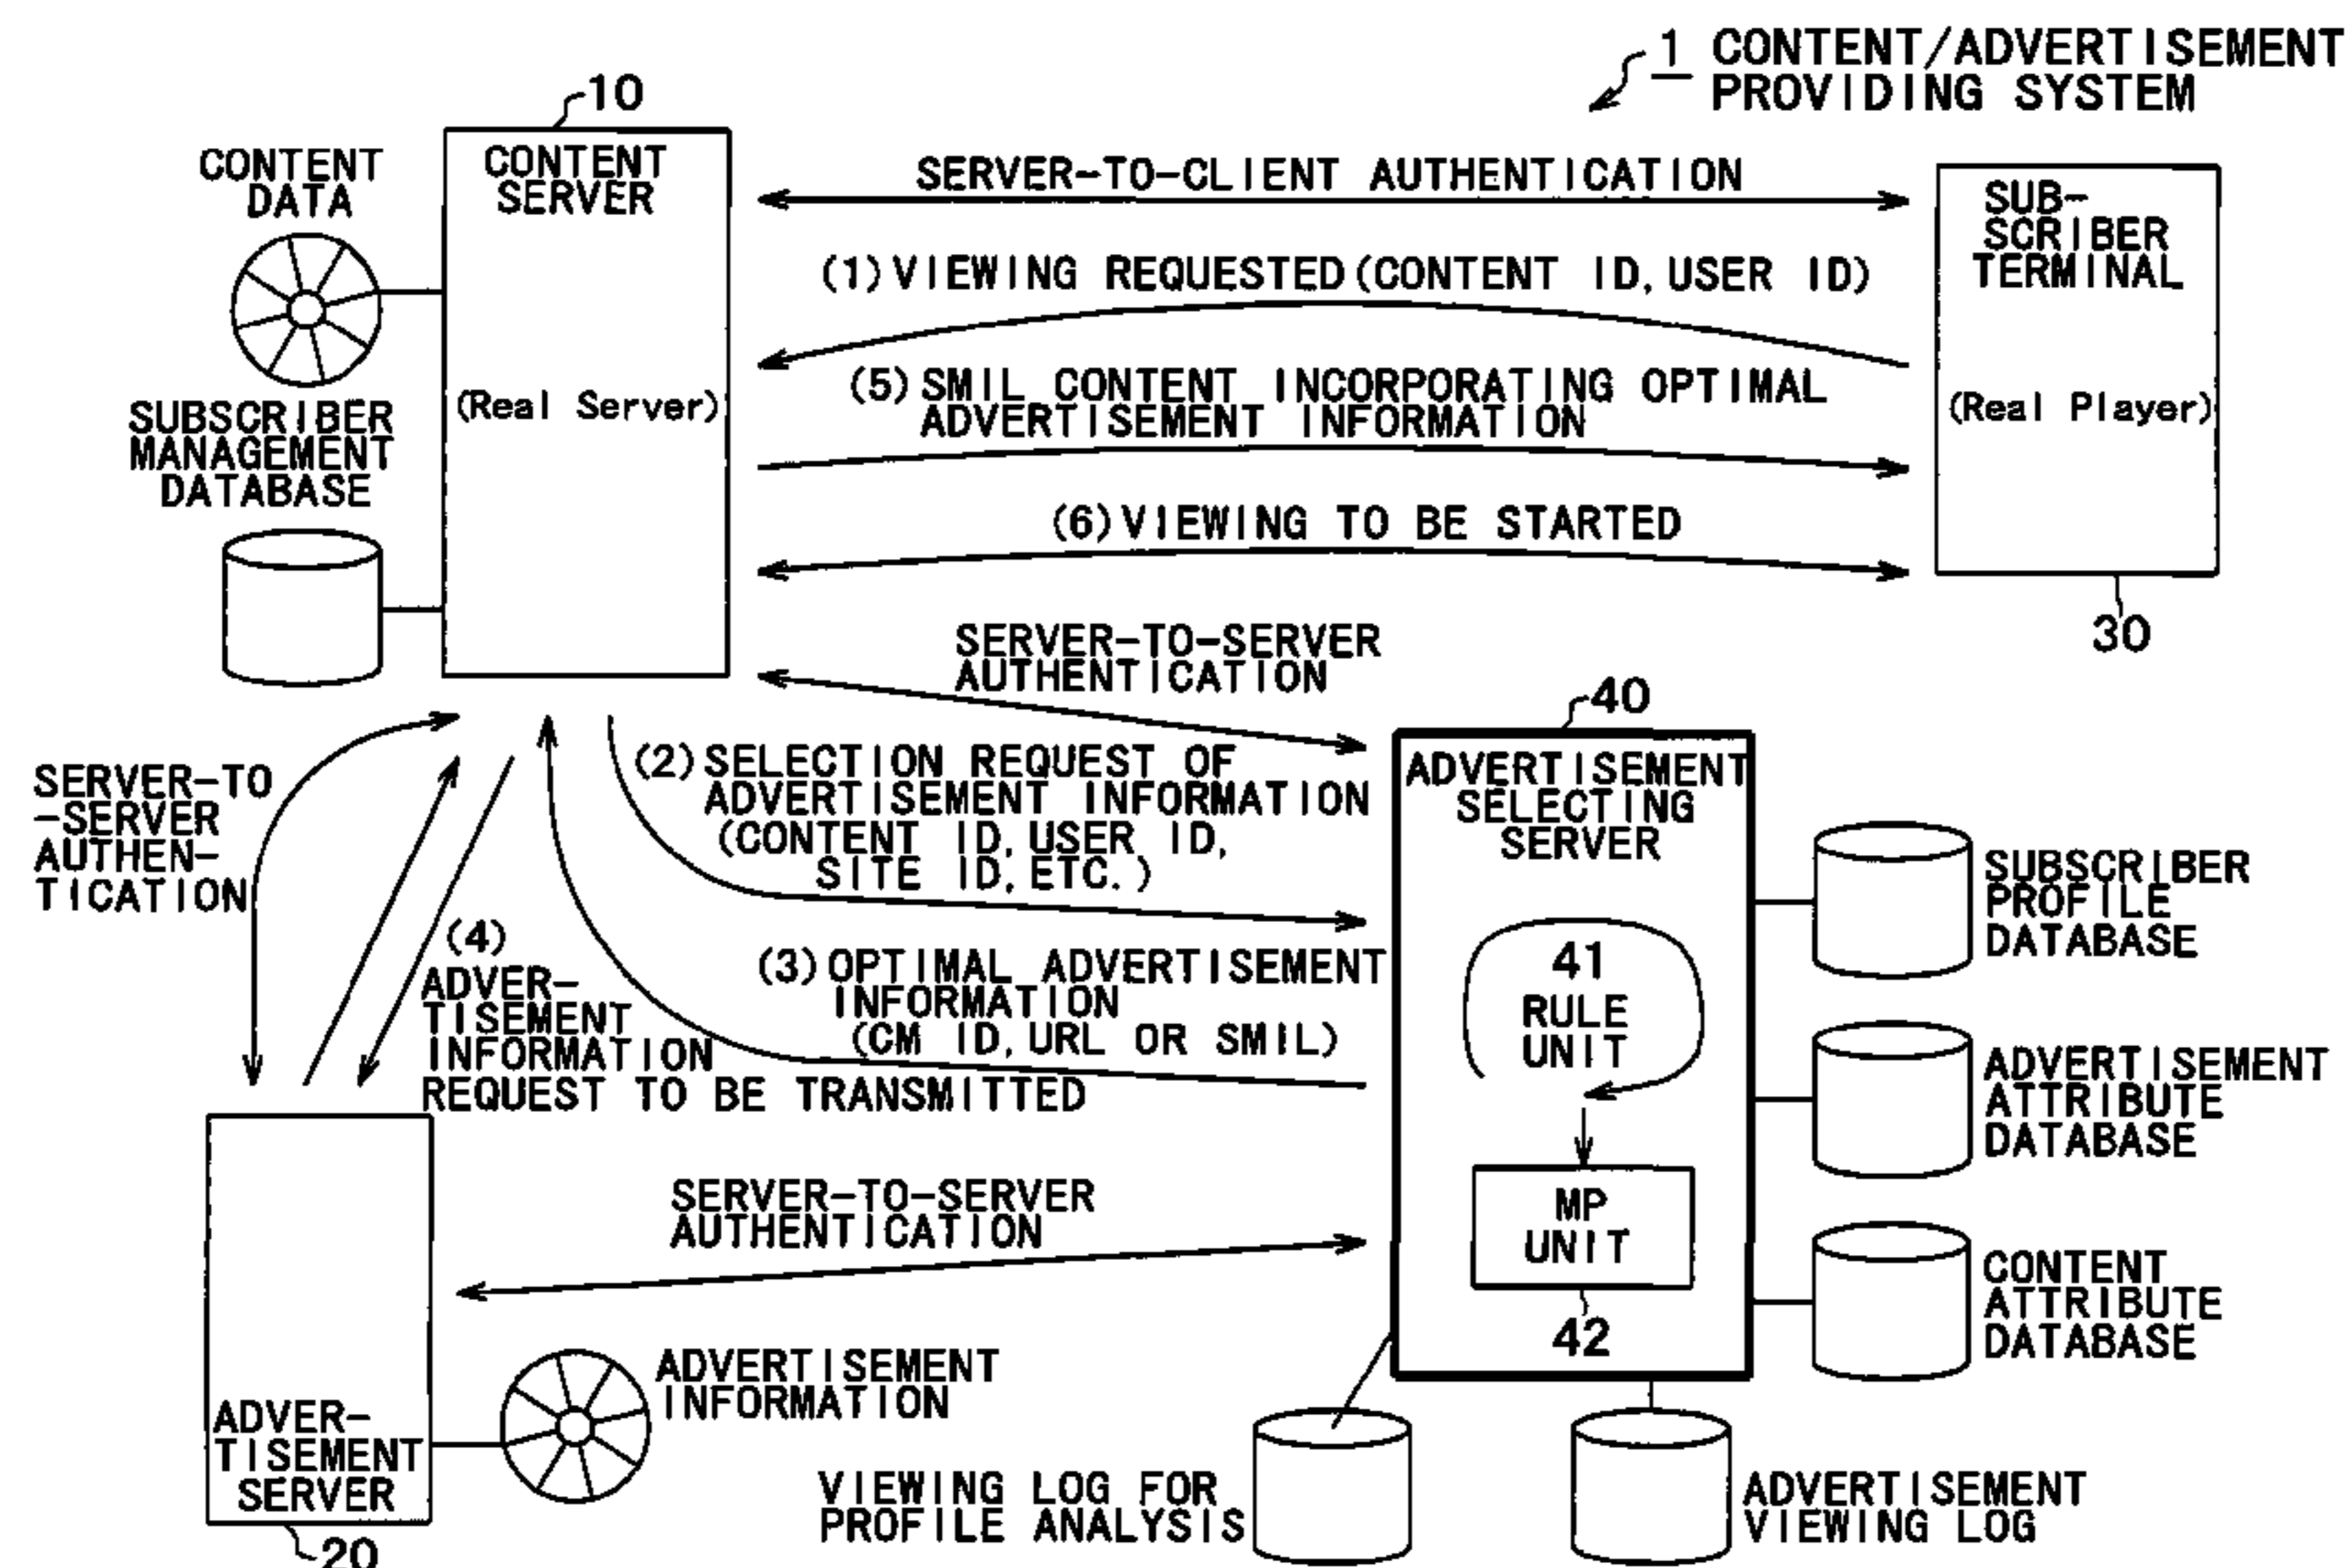 1 CONTENT/ADVERTISEMENT
PROVIDING SYSTEM
10
CONTENT
DATA
CONTENT
SERVER
(Real Server)
SUBSCRIBER
MANAGEMENT
DATABASE
SERVER-TO-CLIENT AUTHENTICATION
(1) VIEWING REQUESTED (CONTENT ID, USER ID)
(5) SMIL CONTENT INCORPORATING OPTIMAL
ADVERTISEMENT INFORMATION
(6) VIEWING TO BE STARTED
SUB-
SCRIBER
TERMINAL
(Real Player)
30
SERVER-TO-SERVER
AUTHENTICATION
SERVER-TO
-SERVER
AUTHEN-
TICATION
(2) SELECTION REQUEST OF
ADVERTISEMENT INFORMATION
(CONTENT ID, USER ID,
SITE ID, ETC.)
(3) OPTIMAL ADVERTISEMENT
INFORMATION
(CM ID, URL OR SMIL)
(4)
ADVER-
TISEMENT
INFORMATION
REQUEST TO BE TRANSMITTED
40
ADVERTISEMENT
SELECTING
SERVER
41
RULE
UNIT
MP
UNIT
42
SUBSCRIBER
PROFILE
DATABASE
ADVERTISEMENT
ATTRIBUTE
DATABASE
CONTENT
ATTRIBUTE
DATABASE
SERVER-TO-SERVER
AUTHENTICATION
ADVER-
TISEMENT
SERVER
20
ADVERTISEMENT
INFORMATION
VIEWING LOG FOR
PROFILE ANALYSIS
ADVERTISEMENT
VIEWING LOG